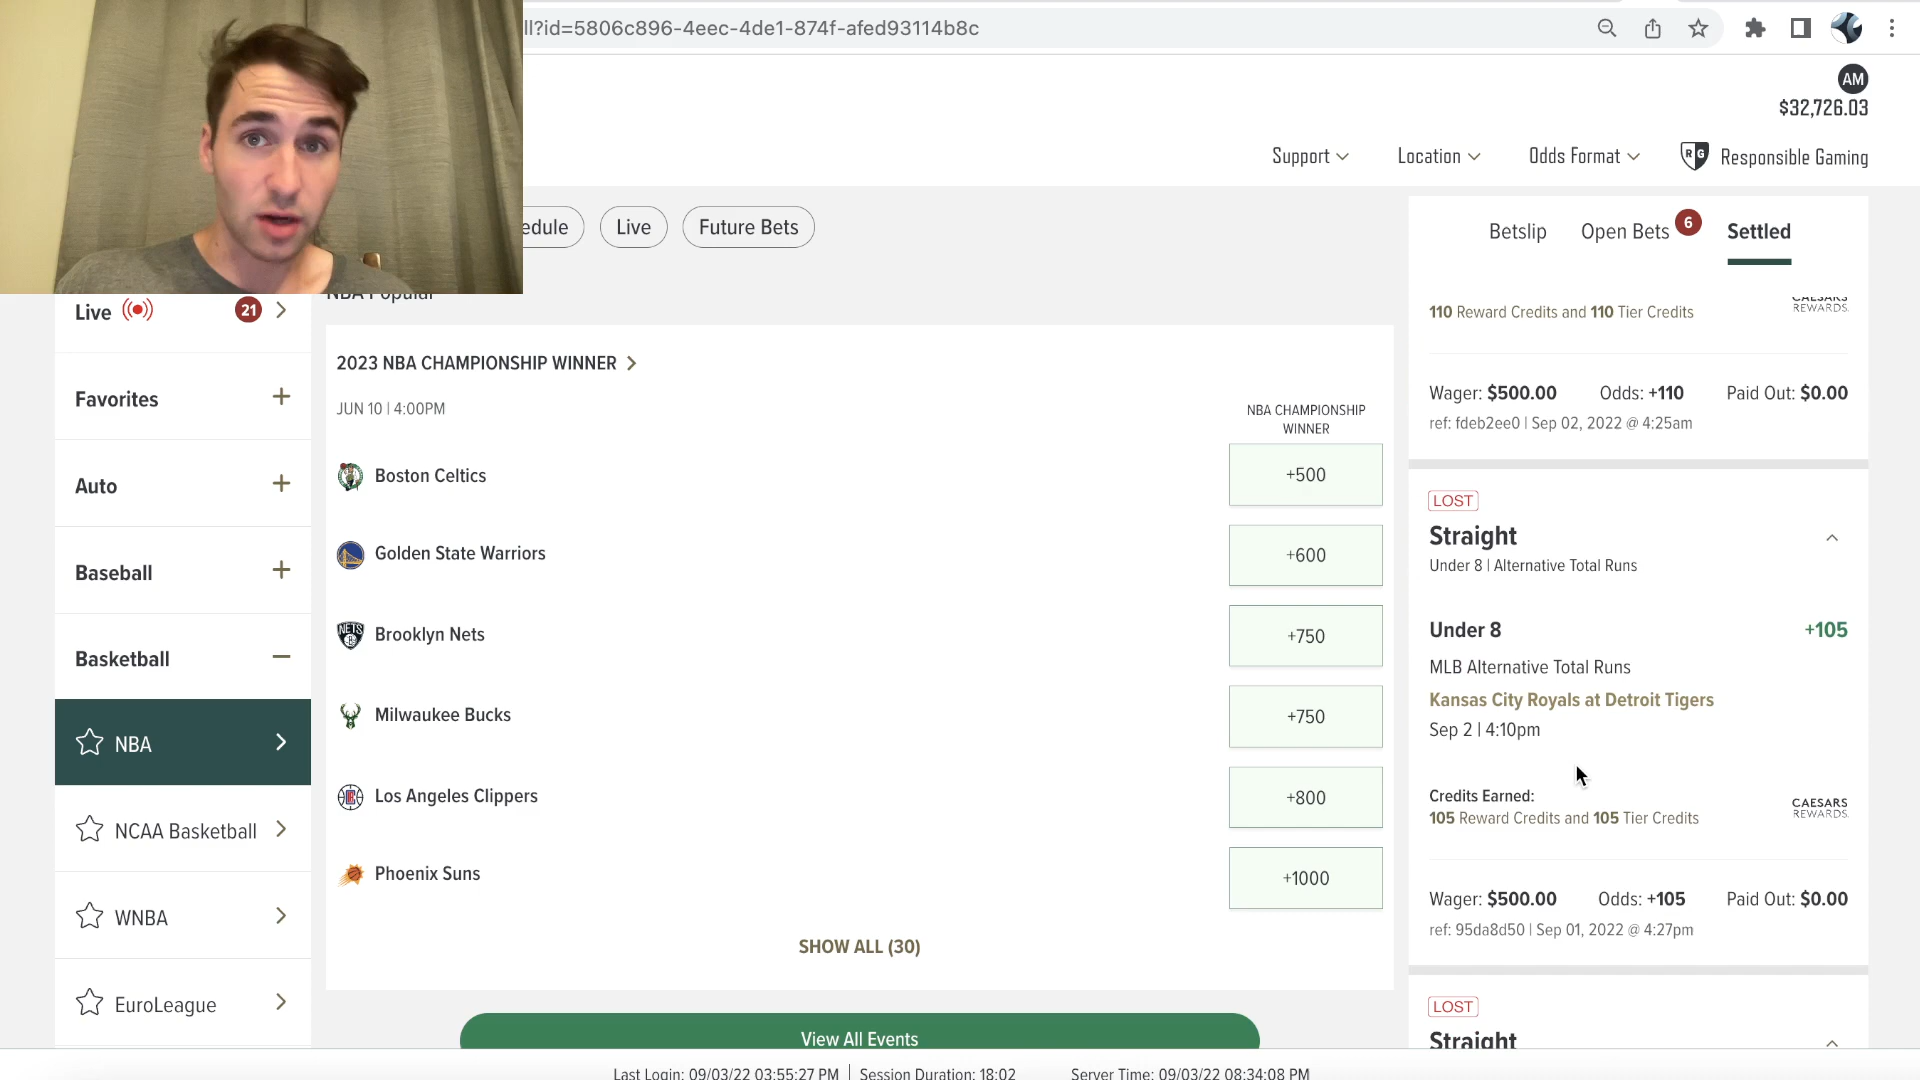 ll?id=5806c896-4eec-4de1-874f-afed93114b8c
AM
$32,726.03
Support
Location
Odds Format
RG
Responsible Gaming
edule
Live
Future Bets
Betslip
Open Bets
6
Settled
NBA Popular
Live
21
Favorites
Auto
Baseball
Basketball
NBA
NCAA Basketball
WNBA
EuroLeague
2023 NBA CHAMPIONSHIP WINNER
JUN 10 | 4:00PM
NBA CHAMPIONSHIP
WINNER
Boston Celtics
+500
Golden State Warriors
+600
NETS
Brooklyn Nets
+750
Milwaukee Bucks
+750
Los Angeles Clippers
+800
Phoenix Suns
+1000
SHOW ALL (30)
View All Events
CAESARS
REWARDS
110 Reward Credits and 110 Tier Credits
Wager: $500.00 Odds: +110 Paid Out: $0.00
ref: fdeb2ee0 | Sep 02, 2022 @ 4:25am
LOST
Straight
Under 8 | Alternative Total Runs
Under 8 +105
MLB Alternative Total Runs
Kansas City Royals at Detroit Tigers
Sep 2 | 4:10pm
Credits Earned:
105 Reward Credits and 105 Tier Credits
CAESARS
REWARDS
Wager: $500.00 Odds: +105 Paid Out: $0.00
ref: 95da8d50 | Sep 01, 2022 @ 4:27pm
LOST
Straight
Last Login: 09/03/22 03:55:27 PM | Session Duration: 18:02 Server Time: 09/03/22 08:34:08 PM